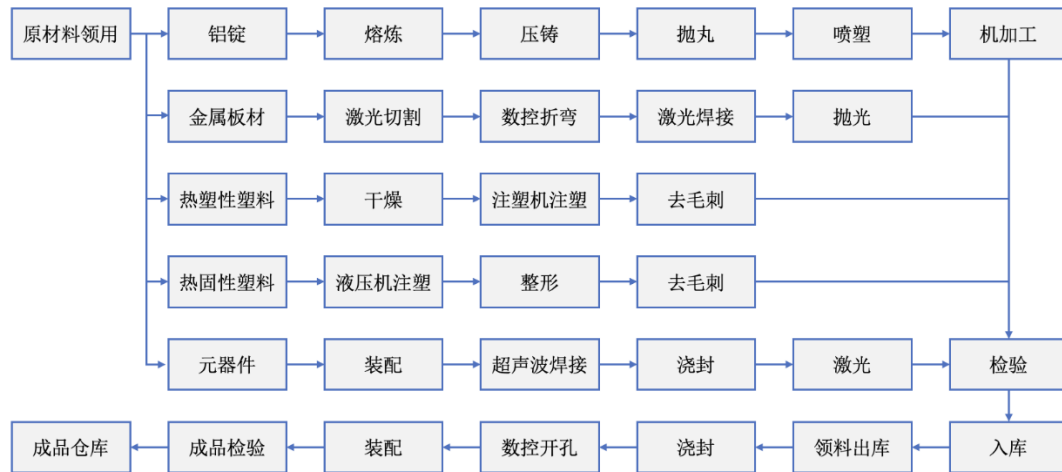 原材料领用
铝锭
熔炼
压铸
抛丸
喷塑
机加工
金属板材
激光切割
数控折弯
激光焊接
抛光
热塑性塑料
干燥
注塑机注塑
去毛刺
热固性塑料
液压机注塑
整形
去毛刺
元器件
装配
超声波焊接
浇封
激光
检验
成品仓库
成品检验
装配
数控开孔
浇封
领料出库
入库